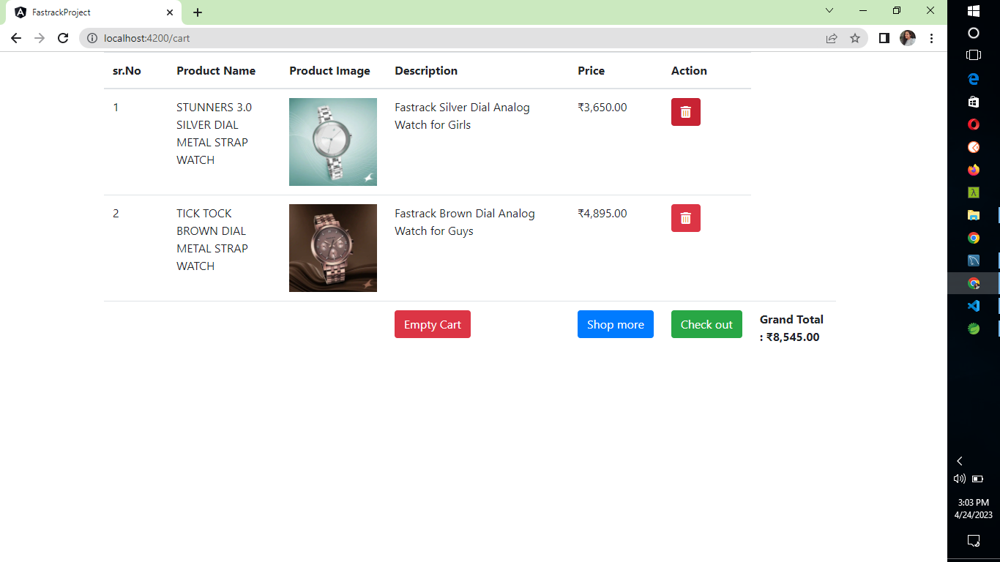 FastrackProject
localhost:4200/cart
sr.No Product Name Product Image Description Price Action
1 STUNNERS 3.0 Fastrack Silver Dial Analog ₹3,650.00
SILVER DIAL Watch for Girls
METAL STRAP
WATCH
2 TICK TOCK Fastrack Brown Dial Analog ₹4,895.00
BROWN DIAL Watch for Guys
METAL STRAP
WATCH
Empty Cart Shop more Check out Grand Total
: ₹8,545.00
3:03 PM
4/24/2023